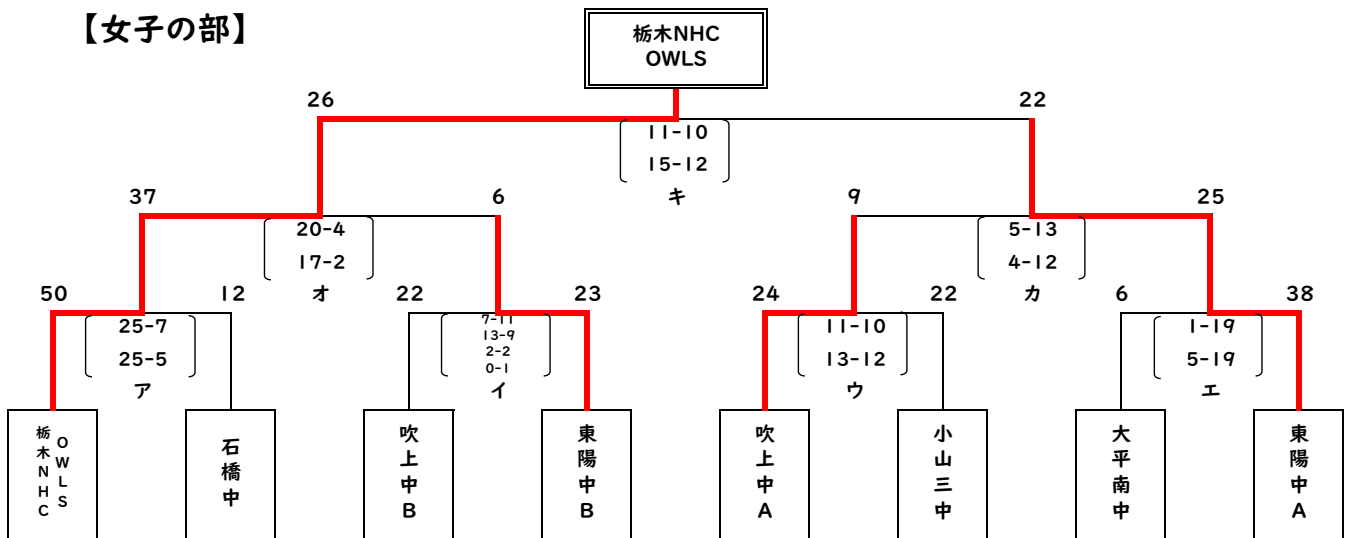 【女子の部】
栃木NHC
OWLS
26
22
11-10
15-12
キ
37
6
9
25
20-4
17-2
オ
5-13
4-12
カ
50
12
22
23
24
22
6
38
25-7
25-5
ア
7-11
13-9
2-2
0-1
イ
11-10
13-12
ウ
1-19
5-19
エ
栃木NHC
OWLS
石橋中
吹上中B
東陽中B
吹上中A
小山三中
大平南中
東陽中A